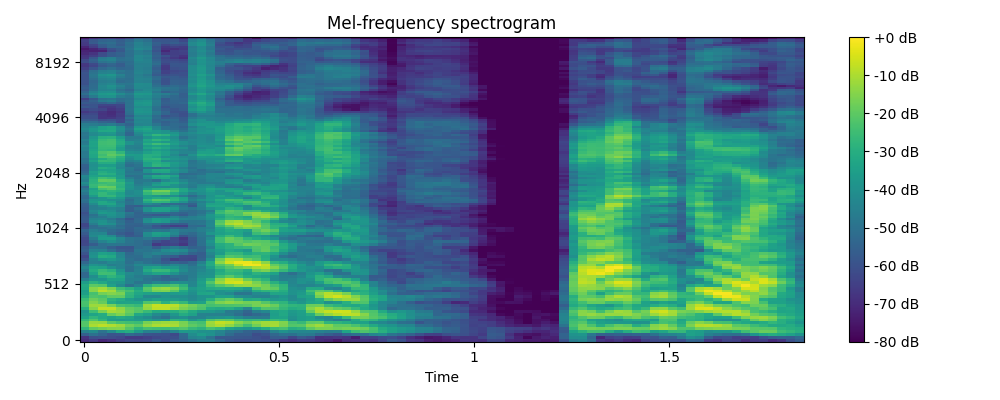 Mel-frequency spectrogram
Hz
8192
4096
2048
1024
512
0
0
0.5
1
1.5
Time
+0 dB
-10 dB
-20 dB
-30 dB
-40 dB
-50 dB
-60 dB
-70 dB
-80 dB